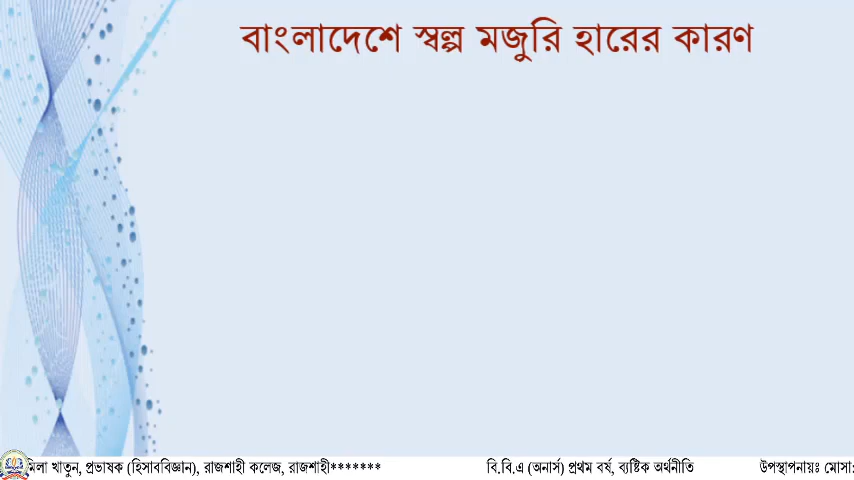 বাংলাদেশে স্বল্প মজুরি হারের কারণ
মিলা খাতুন, প্রভাষক (হিসাববিজ্ঞান), রাজশাহী কলেজ, রাজশাহী******* বি.বি.এ (অনার্স) প্রথম বর্ষ, ব্যষ্টিক অর্থনীতি উপস্থাপনায়ঃ মোসা: